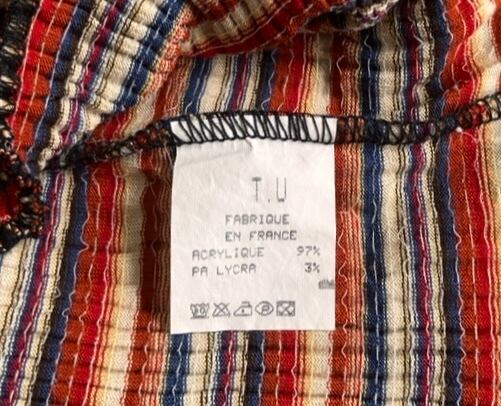 T.U
FABRIQUE
EN FRANCE
ACRYLIQUE 97%
PA LYCRA 3%